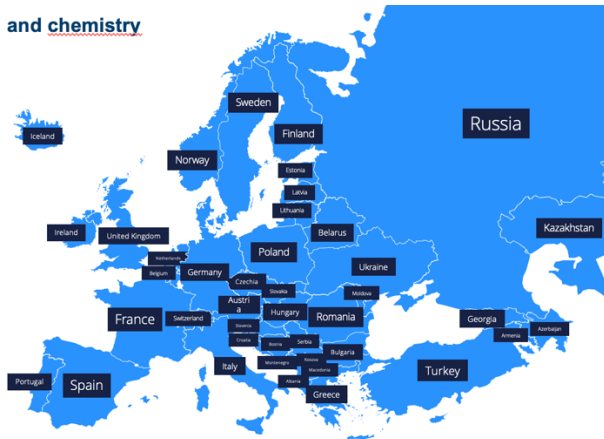 and chemistry
Sweden
Iceland
Russia
Finland
Norway
Estonia
Latvia
Lithuania
Kazakhstan
Ireland
United Kingdom
Belarus
Poland
Netherlands
Ukraine
Belgium
Germany
Czechia
Slovakia
Moldova
Austri
a
Hungary
Romania
France
Switzerland
Georgia
Slovenia
Azerbaijan
Armenia
Croatia
Bosnia
Serbia
Bulgaria
Kosovo
Italy
Montenegro
Macedonia
Turkey
Portugal
Spain
Albania
Greece